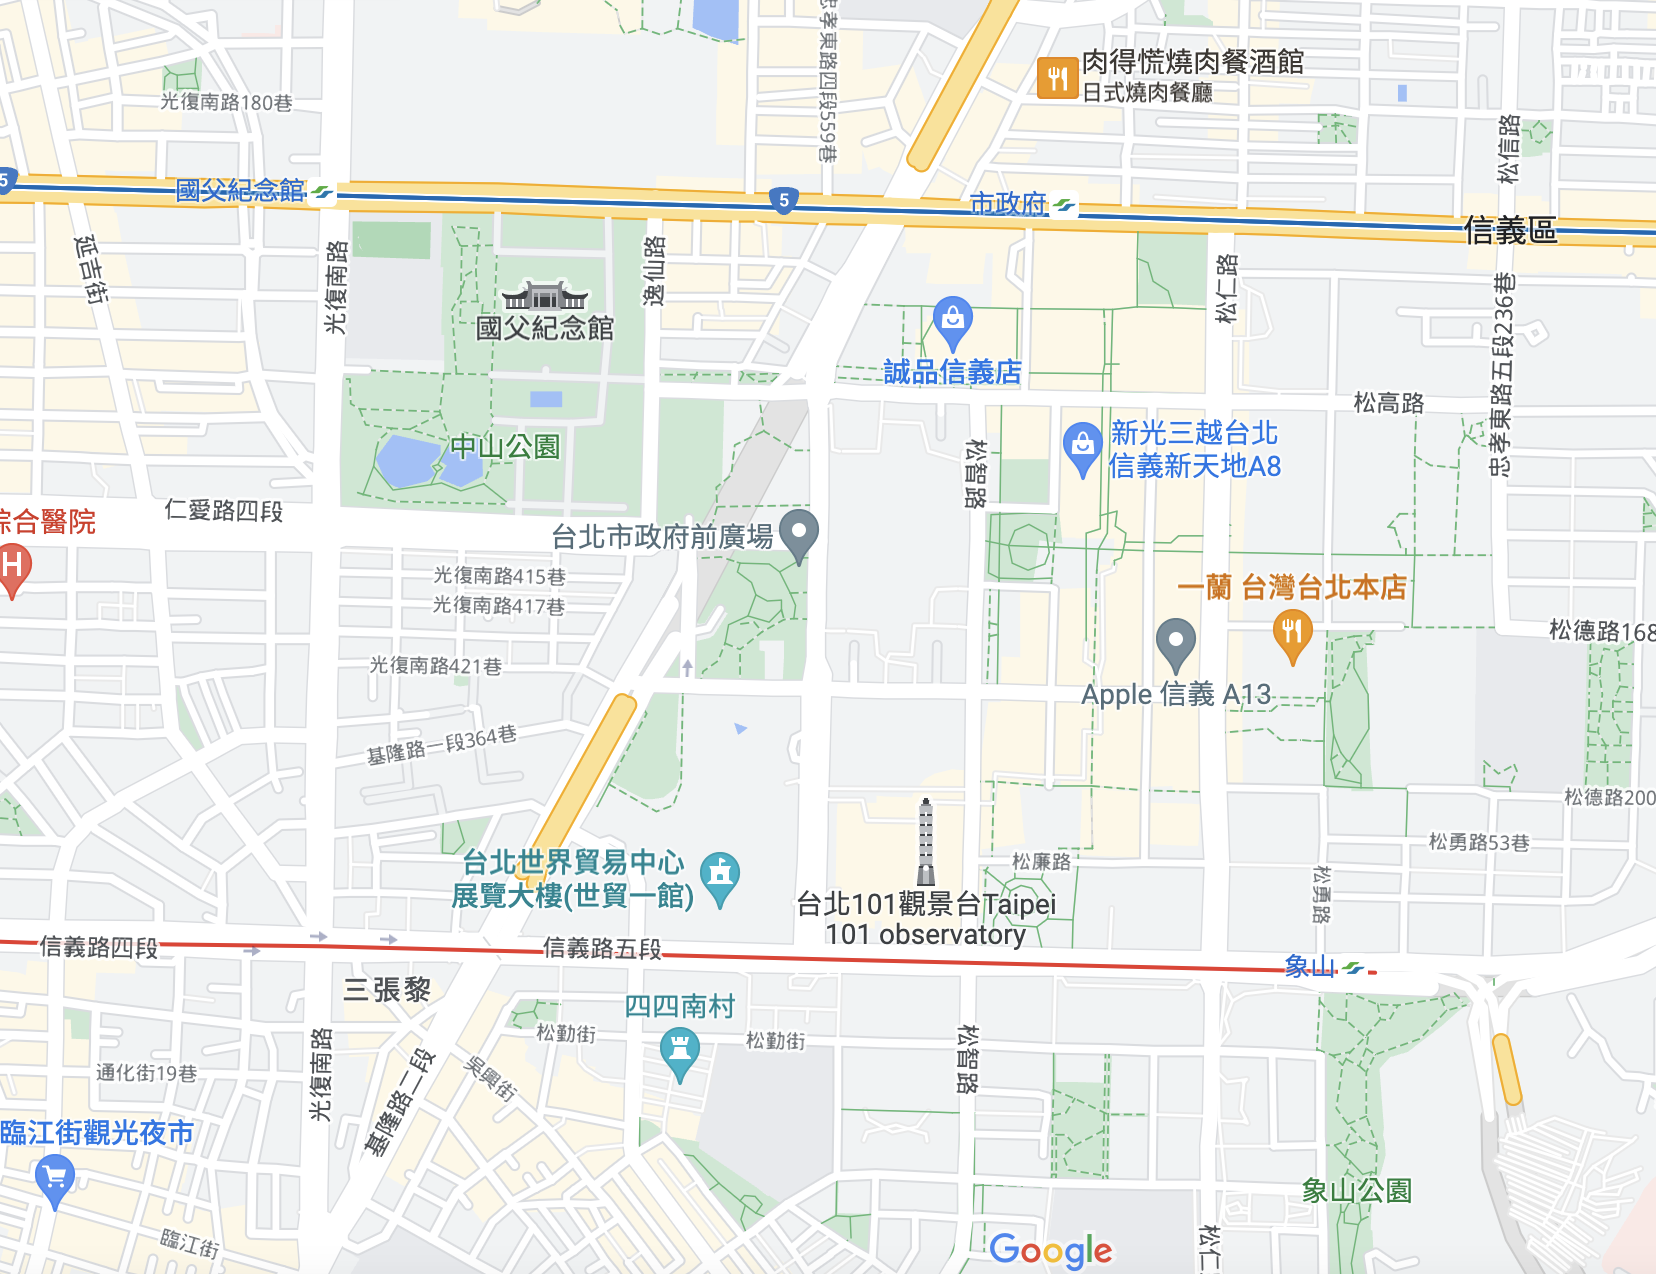 肉得慌燒肉餐酒館
日式燒肉餐廳
光復南路180巷
忠孝東路四段559巷
松信路
5
國父紀念館
5
市政府
信義區
延吉街
光復南路
逸仙路
松仁路
忠孝東路五段236巷
國父紀念館
誠品信義店
松高路
中山公園
松智路
新光三越台北
信義新天地A8
仁愛路四段
綜合醫院
H
台北市政府前廣場
光復南路415巷
光復南路417巷
一蘭 台灣台北本店
松德路168
光復南路421巷
Apple 信義 A13
基隆路一段364巷
松德路200
松勇路53巷
台北世界貿易中心
展覽大樓(世貿一館)
松廉路
松勇路
台北101觀景台Taipei
101 observatory
信義路四段
信義路五段
象山
三張黎
四四南村
松勤街
松勤街
松智路
光復南路
基隆路二段
吳興街
通化街19巷
臨江街觀光夜市
象山公園
臨江街
松仁
Google